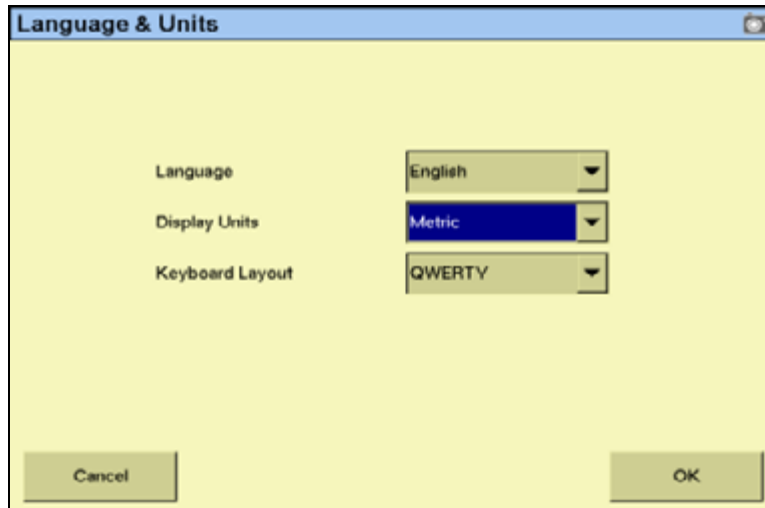 Language & Units
Language English
Display Units Metric
Keyboard Layout QWERTY
Cancel OK